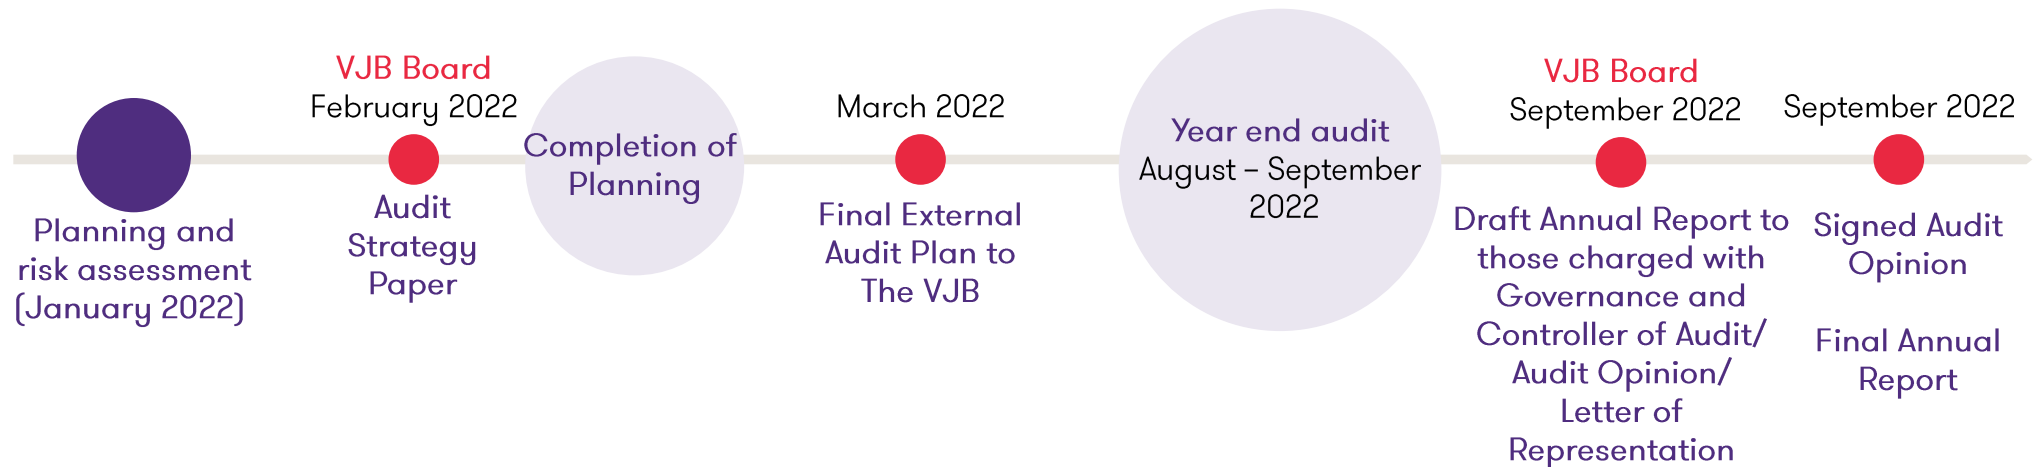 Planning and
risk assessment
(January 2022)
VJB Board
February 2022
Audit
Strategy
Paper
Completion of
Planning
March 2022
Final External
Audit Plan to
The VJB
Year end audit
August – September
2022
VJB Board
September 2022
Draft Annual Report to
those charged with
Governance and
Controller of Audit/
Audit Opinion/
Letter of
Representation
September 2022
Signed Audit
Opinion
Final Annual
Report